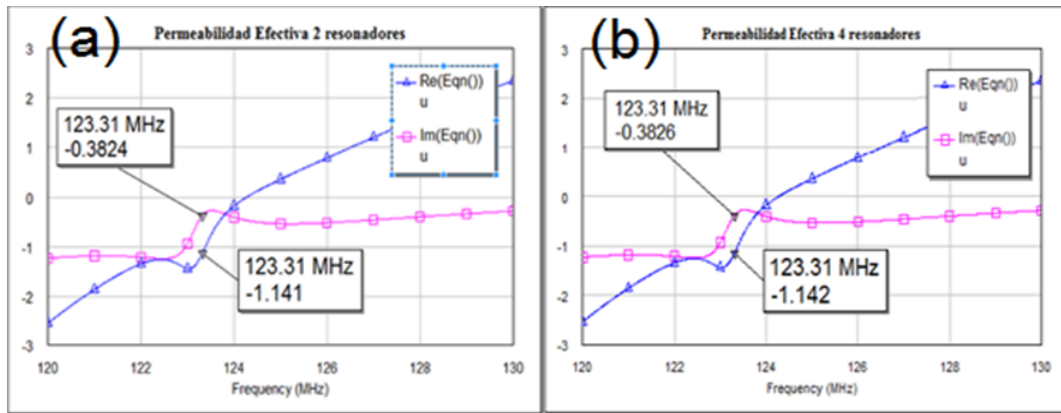 (a)
Permeabilidad Efectiva 2 resonadores
3
2
1
0
-1
-2
-3
Re(Eqn())
u
Im(Eqn())
u
123.31 MHz
-0.3824
123.31 MHz
-1.141
120 122 124 126 128 130
Frequency (MHz)
(b)
Permeabilidad Efectiva 4 resonadores
3
2
1
0
-1
-2
-3
Re(Eqn())
u
Im(Eqn())
u
123.31 MHz
-0.3826
123.31 MHz
-1.142
120 122 124 126 128 130
Frequency (MHz)